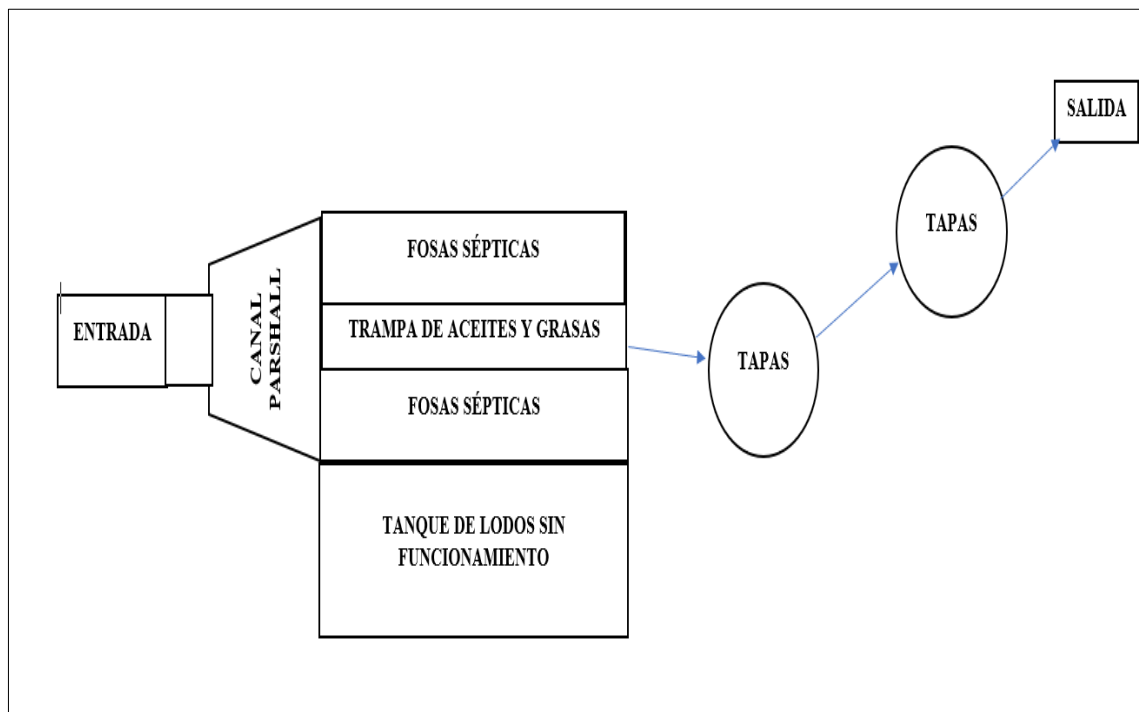 ENTRADA
CANAL
PARSHALL
FOSAS SÉPTICAS
TRAMPA DE ACEITES Y GRASAS
FOSAS SÉPTICAS
TANQUE DE LODOS SIN
FUNCIONAMIENTO
TAPAS
TAPAS
SALIDA